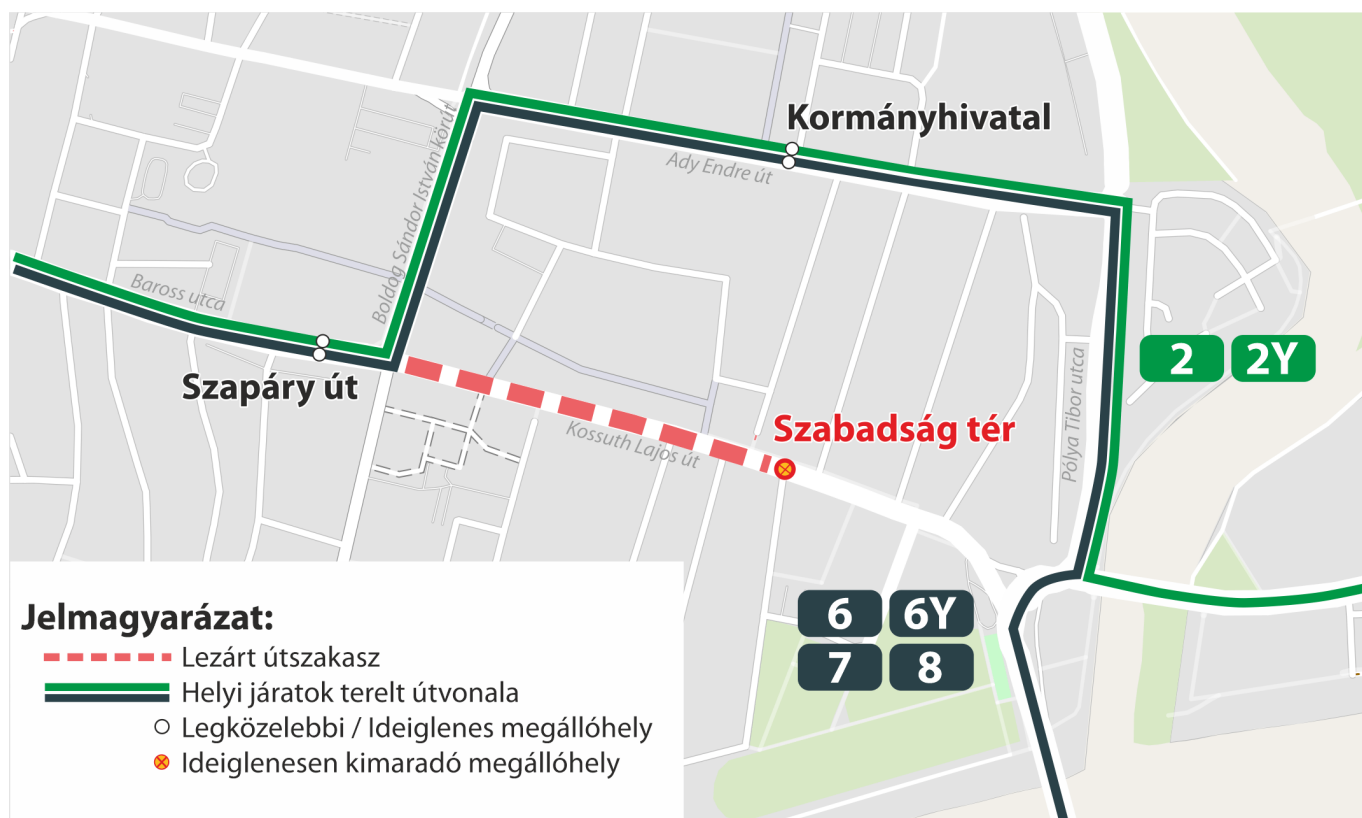 Kormányhivatal
Ady Endre út
Boldog Sándor István körút
Baross utca
Szapáry út
2 2Y
Pólya Tibor utca
Szabadság tér
Kossuth Lajos út
6 6Y
7 8
Jelmagyarázat:
Lezárt útszakasz
Helyi járatok terelt útvonala
Legközelebbi / Ideiglenes megállóhely
Ideiglenesen kimaradó megállóhely